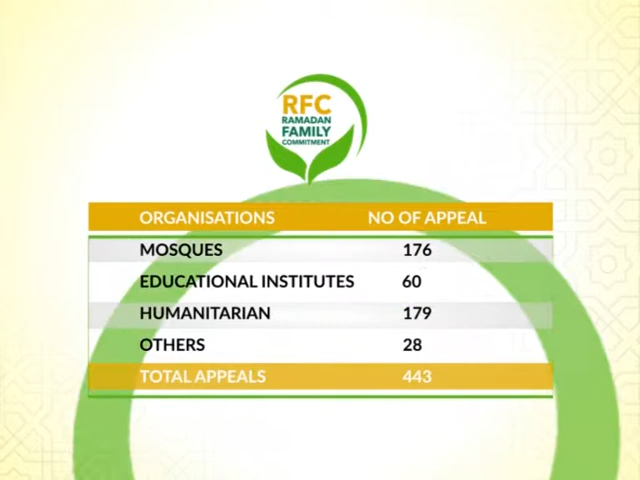 RFC
RAMADAN
FAMILY
COMMITMENT
ORGANISATIONS NO OF APPEAL
MOSQUES 176
EDUCATIONAL INSTITUTES 60
HUMANITARIAN 179
OTHERS 28
TOTAL APPEALS 443